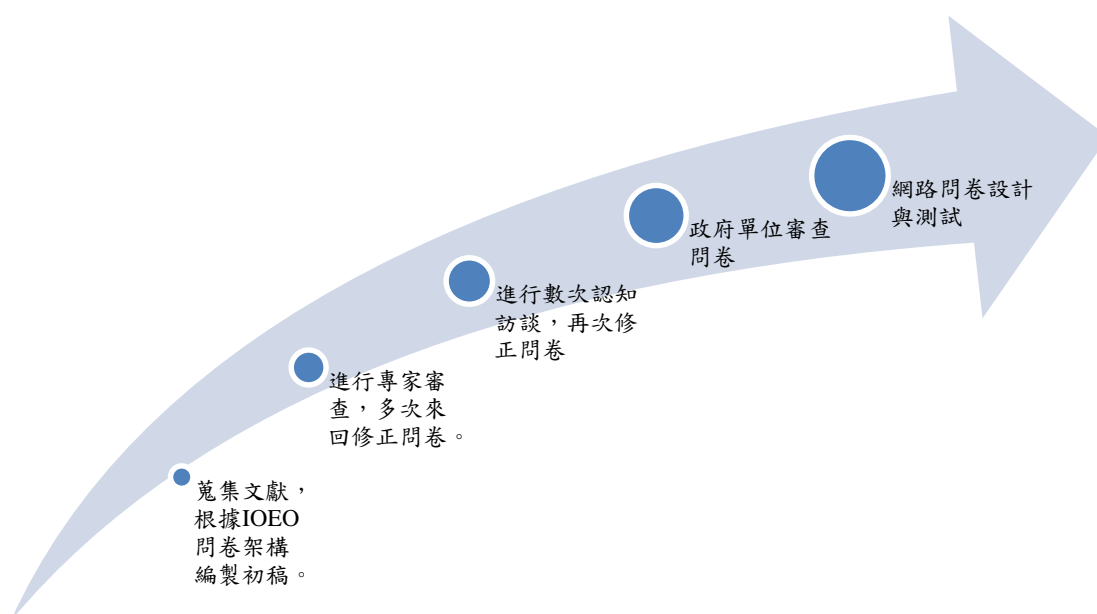 蒐集文獻，
根據IOEO
問卷架構
編製初稿。
進行專家審
查，多次來
回修正問卷。
進行數次認知
訪談，再次修
正問卷
政府單位審查
問卷
網路問卷設計
與測試